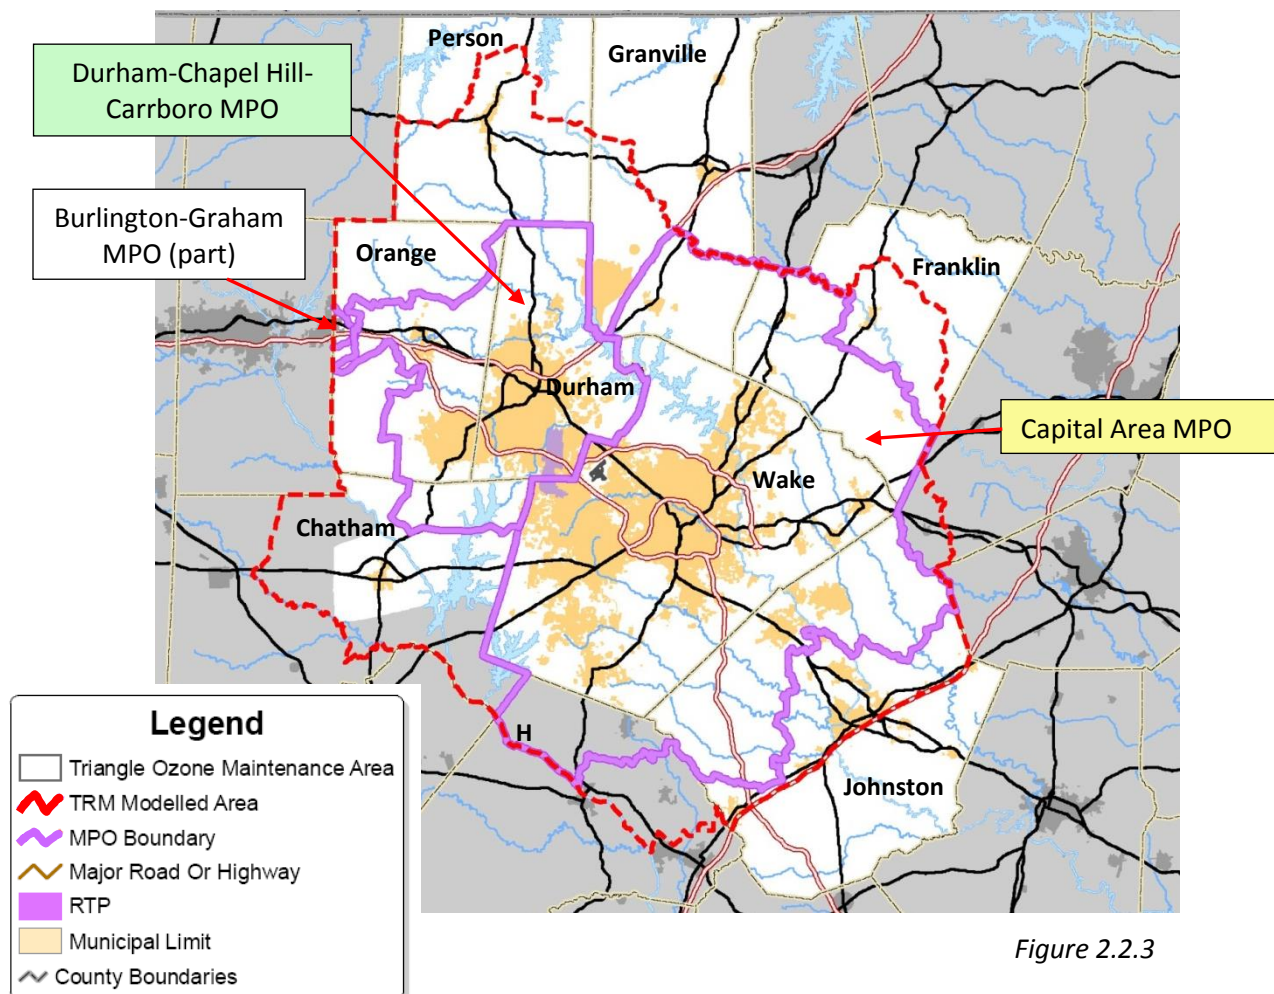 Person
Granville
Durham-Chapel Hill-
Carrboro MPO
Burlington-Graham
MPO (part)
Orange
Franklin
Durham
Capital Area MPO
Wake
Chatham
H
Johnston
Legend
Triangle Ozone Maintenance Area
TRM Modelled Area
MPO Boundary
Major Road Or Highway
RTP
Municipal Limit
County Boundaries
Figure 2.2.3